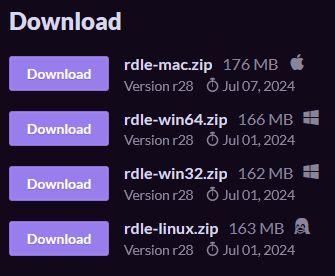 Download
Download rdle-mac.zip 176 MB
Version r28 Jul 07, 2024
Download rdle-win64.zip 166 MB
Version r28 Jul 01, 2024
Download rdle-win32.zip 162 MB
Version r28 Jul 01, 2024
Download rdle-linux.zip 163 MB
Version r28 Jul 01, 2024